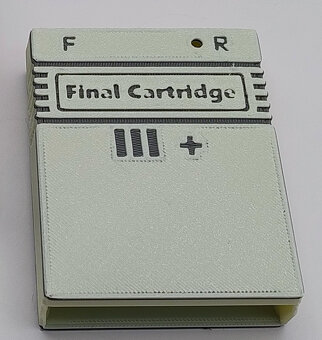 F R
Final Cartridge
III +